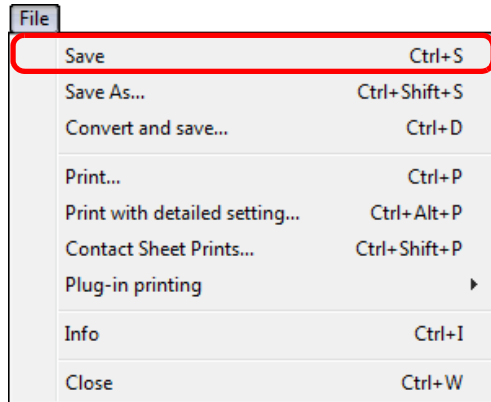 File
Save Ctrl+S
Save As... Ctrl+Shift+S
Convert and save... Ctrl+D
Print... Ctrl+P
Print with detailed setting... Ctrl+Alt+P
Contact Sheet Prints... Ctrl+Shift+P
Plug-in printing
Info Ctrl+I
Close Ctrl+W